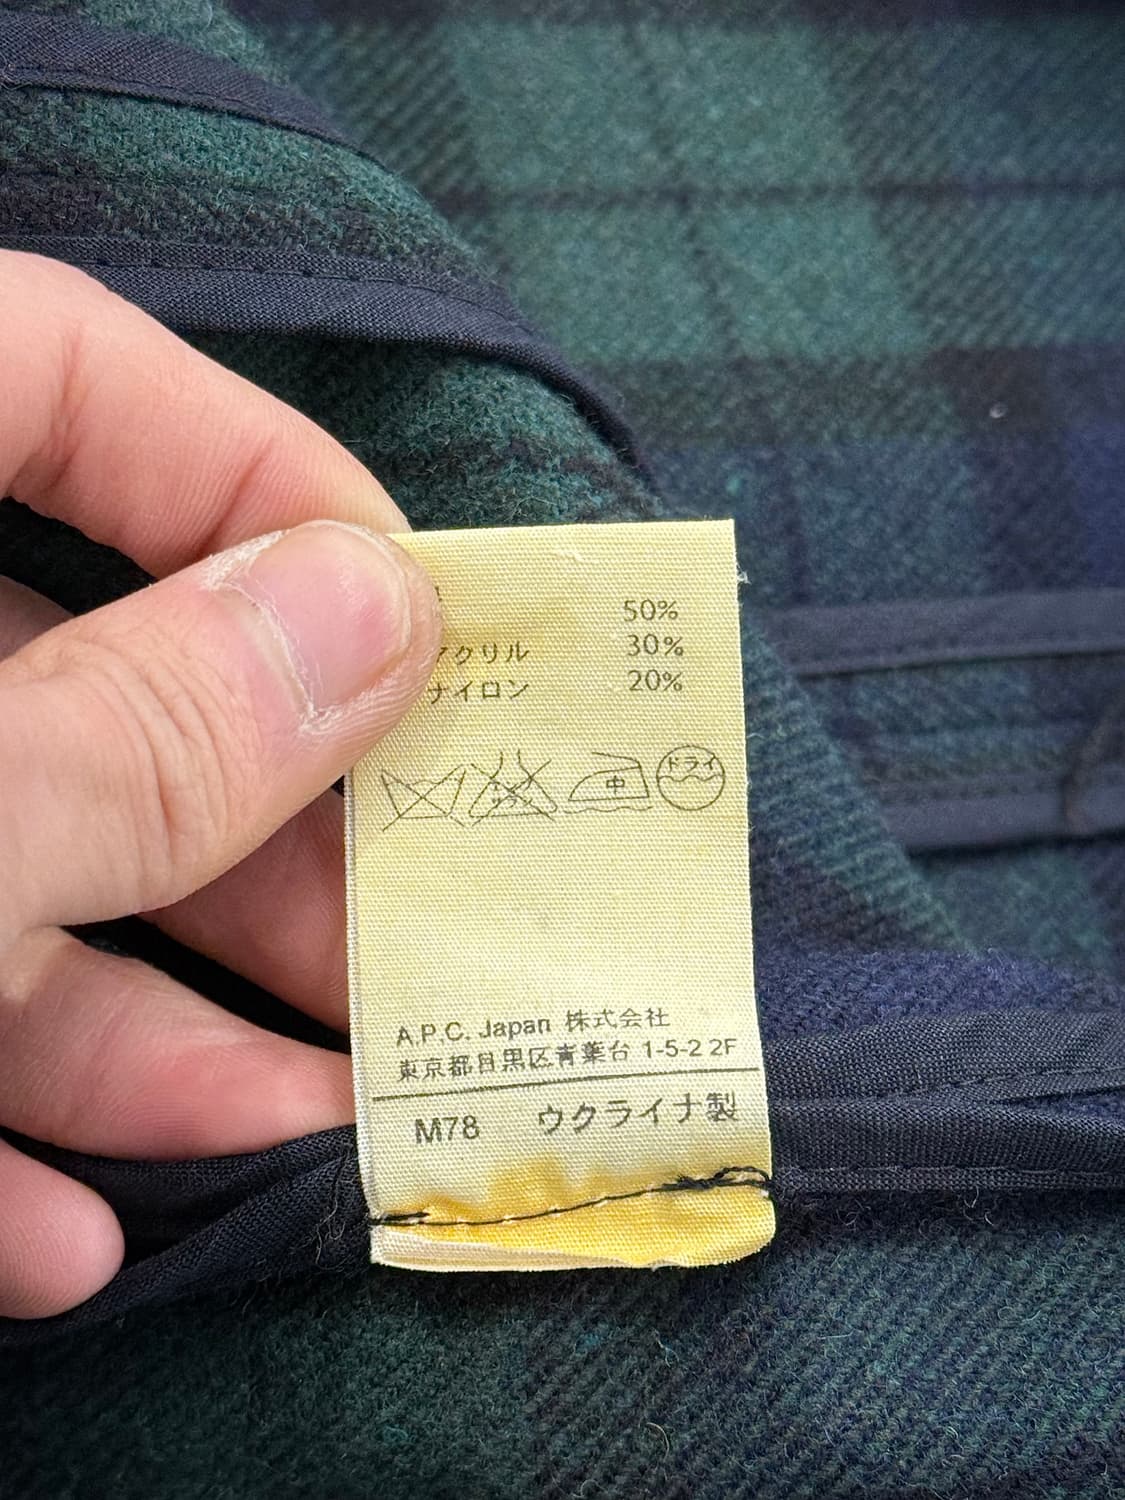 50%
アクリル 30%
ナイロン 20%
中 ドライ
A.P.C. Japan 株式会社
東京都目黒区青葉台 1-5-2 2F
M78 ウクライナ製